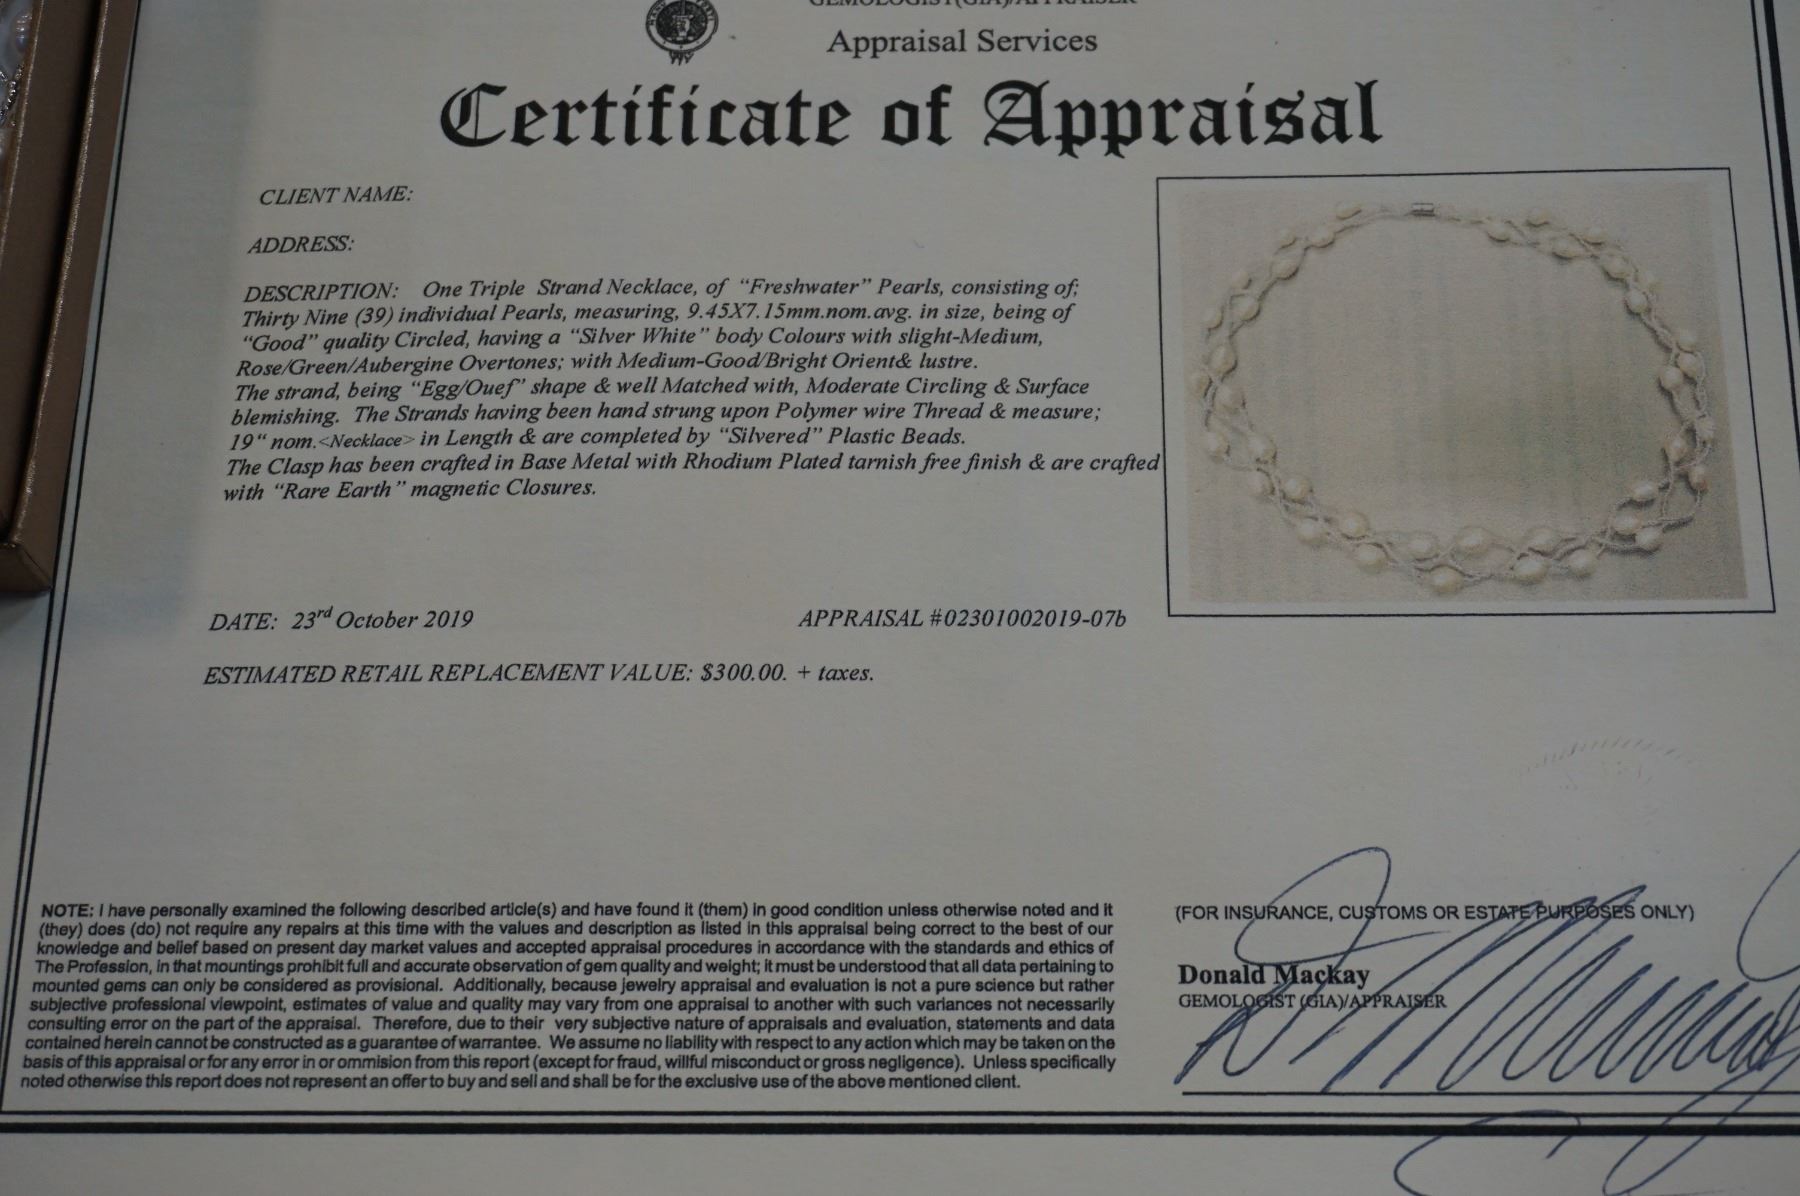 GEMOLOGIST(GIA)/APPRAISER
Appraisal Services
Certificate of Appraisal
CLIENT NAME:
ADDRESS:
DESCRIPTION: One Triple Strand Necklace, of "Freshwater" Pearls, consisting of;
Thirty Nine (39) individual Pearls, measuring, 9.45X7.15mm.nom.avg. in size, being of
"Good" quality Circled, having a "Silver White" body Colours with slight-Medium,
Rose/Green/Aubergine Overtones; with Medium-Good/Bright Orient& lustre.
The strand, being "Egg/Ouef" shape & well Matched with, Moderate Circling & Surface
blemishing. The Strands having been hand strung upon Polymer wire Thread & measure;
19" nom.<Necklace> in Length & are completed by "Silvered" Plastic Beads.
The Clasp has been crafted in Base Metal with Rhodium Plated tarnish free finish & are crafted
with "Rare Earth" magnetic Closures.
DATE: 23rd October 2019 APPRAISAL #02301002019-07b
ESTIMATED RETAIL REPLACEMENT VALUE: $300.00. + taxes.
NOTE: I have personally examined the following described article(s) and have found it (them) in good condition unless otherwise noted and it
(they) does (do) not require any repairs at this time with the values and description as listed in this appraisal being correct to the best of our
knowledge and belief based on present day market values and accepted appraisal procedures in accordance with the standards and ethics of
The Profession, in that mountings prohibit full and accurate observation of gem quality and weight; it must be understood that all data pertaining to
mounted gems can only be considered as provisional. Additionally, because jewelry appraisal and evaluation is not a pure science but rather
subjective professional viewpoint, estimates of value and quality may vary from one appraisal to another with such variances not necessarily
consulting error on the part of the appraisal. Therefore, due to their very subjective nature of appraisals and evaluation, statements and data
contained herein cannot be constructed as a guarantee of warrantee. We assume no liability with respect to any action which may be taken on the
basis of this appraisal or for any error in or ommision from this report (except for fraud, willful misconduct or gross negligence). Unless specifically
noted otherwise this report does not represent an offer to buy and sell and shall be for the exclusive use of the above mentioned client.
(FOR INSURANCE, CUSTOMS OR ESTATE PURPOSES ONLY)
Donald Mackay
GEMOLOGIST (GIA)/APPRAISER